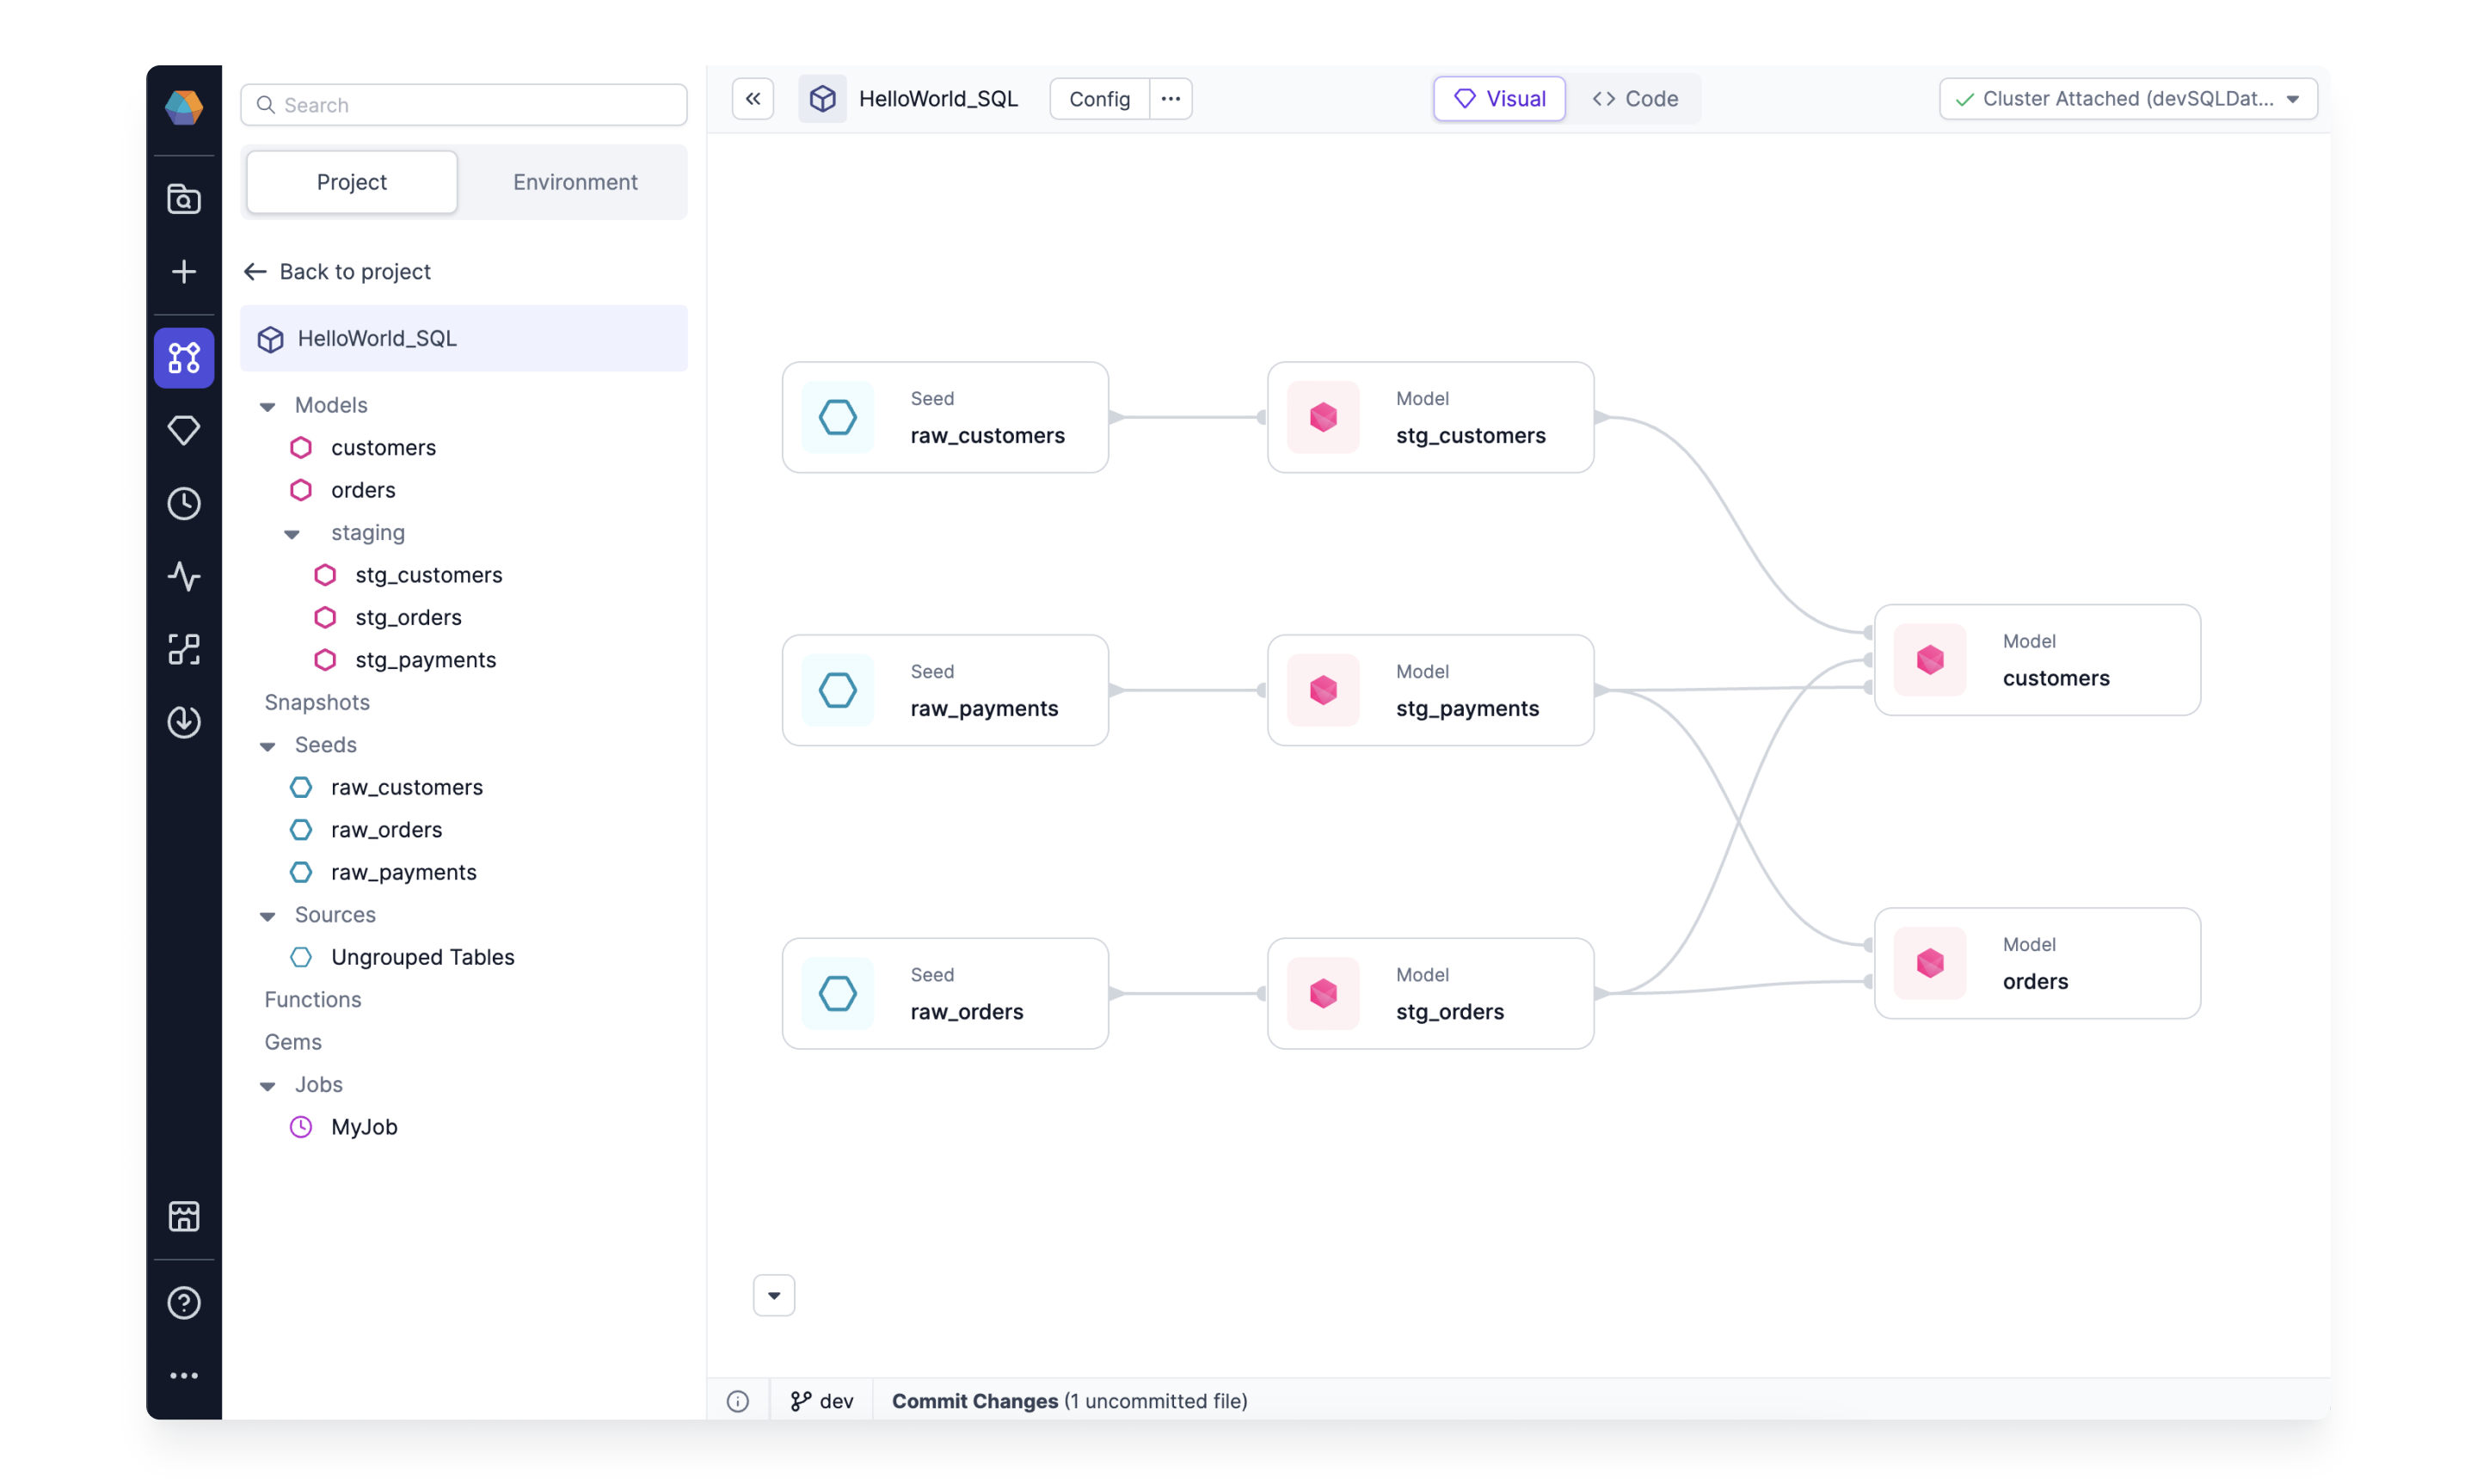 Search
Project
Environment
Back to project
HelloWorld_SQL
Models
customers
orders
staging
stg_customers
stg_orders
stg_payments
Snapshots
Seeds
raw_customers
raw_orders
raw_payments
Sources
Ungrouped Tables
Functions
Gems
Jobs
MyJob
HelloWorld_SQL
Config
Visual
Code
Cluster Attached (devSQLDat...
Seed
raw_customers
Model
stg_customers
Seed
raw_payments
Model
stg_payments
Model
customers
Seed
raw_orders
Model
stg_orders
Model
orders
dev
Commit Changes (1 uncommitted file)